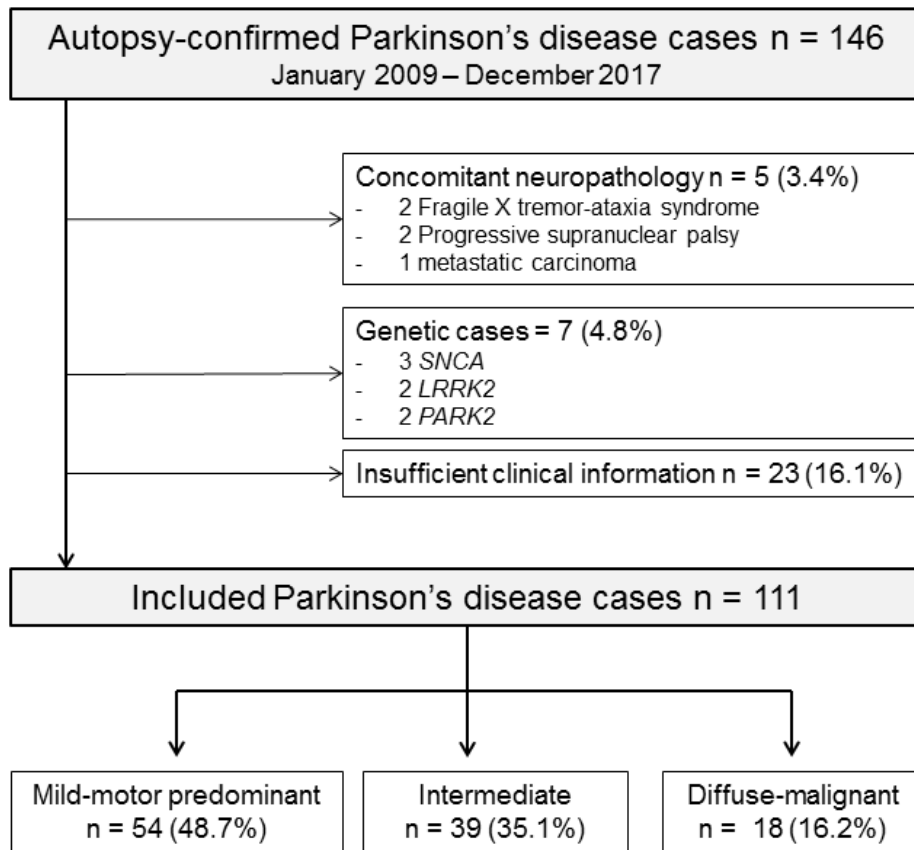 Autopsy-confirmed Parkinson's disease cases n = 146
January 2009 – December 2017
Concomitant neuropathology n = 5 (3.4%)
- 2 Fragile X tremor-ataxia syndrome
- 2 Progressive supranuclear palsy
- 1 metastatic carcinoma
Genetic cases = 7 (4.8%)
- 3 SNCA
- 2 LRRK2
- 2 PARK2
Insufficient clinical information n = 23 (16.1%)
Included Parkinson's disease cases n = 111
Mild-motor predominant
n = 54 (48.7%)
Intermediate
n = 39 (35.1%)
Diffuse-malignant
n = 18 (16.2%)